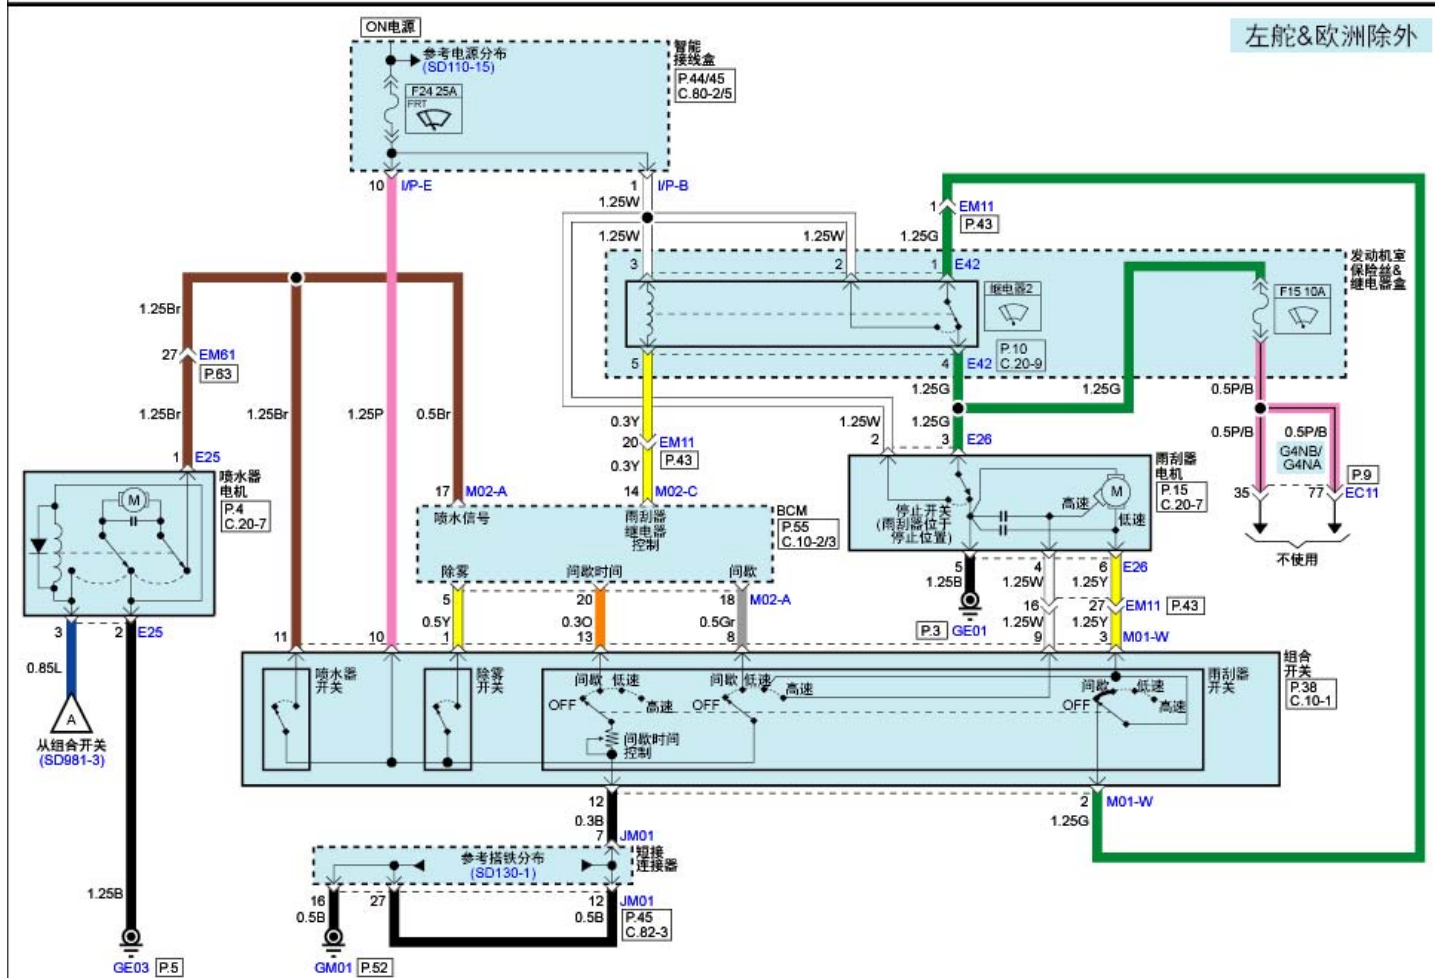 左舵&欧洲除外
ON电源
参考电源分布
(SD110-15)
智能
接线盒
P.44/45
C.80-2/5
F24 25A
FRT
10
I/P-E
1
I/P-B
1.25W
1.25W
1.25W
1.25G
1
EM11
P.43
3
2
1
E42
发动机室
保险丝&
继电器盒
继电器2
F15 10A
P.10
C.20-9
5
4
E42
1.25Br
27
EM61
P.63
1.25Br
1.25Br
1.25P
0.5Br
0.3Y
20
EM11
P.43
0.3Y
1.25G
1.25G
1.25W
1.25G
0.5P/B
0.5P/B
0.5P/B
G4NB/
G4NA
P.9
35
77
EC11
不使用
1
E25
喷水器
电机
P.4
C.20-7
M
3
2
E25
0.85L
A
从组合开关
(SD981-3)
17
M02-A
14
M02-C
喷水信号
雨刮器
继电器
控制
BCM
P.55
C.10-2/3
除雾
间歇时间
间歇
5
20
18
M02-A
0.5Y
0.3O
0.5Gr
2
3
E26
雨刮器
电机
P.15
C.20-7
停止开关
(雨刮器位于
停止位置)
高速
M
低速
5
4
6
E26
1.25B
1.25W
1.25Y
16
27
EM11
P.43
1.25W
1.25Y
P.3
GE01
11
10
1
13
8
9
3
M01-W
喷水器
开关
除雾
开关
间歇
低速
OFF
高速
间歇时间
控制
间歇
低速
OFF
高速
间歇
低速
OFF
高速
雨刮器
开关
组合
开关
P.38
C.10-1
12
2
M01-W
0.3B
1.25G
7
JM01
短接
连接器
参考搭铁分布
(SD130-1)
16
27
12
JM01
0.5B
0.5B
P.45
C.82-3
1.25B
GE03
P.5
GM01
P.52